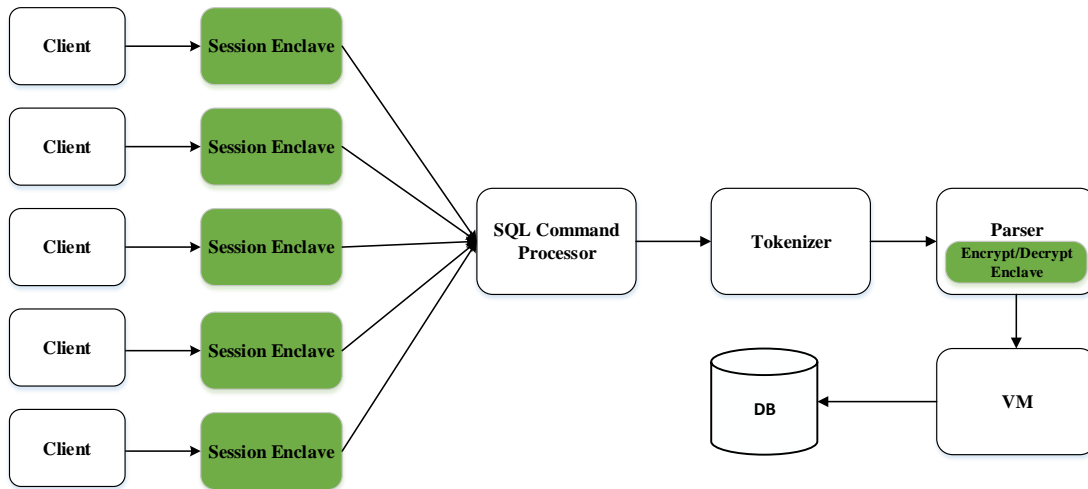 Client
Session Enclave
Client
Session Enclave
Client
Session Enclave
Client
Session Enclave
Client
Session Enclave
SQL Command
Processor
Tokenizer
Parser
Encrypt/Decrypt
Enclave
VM
DB